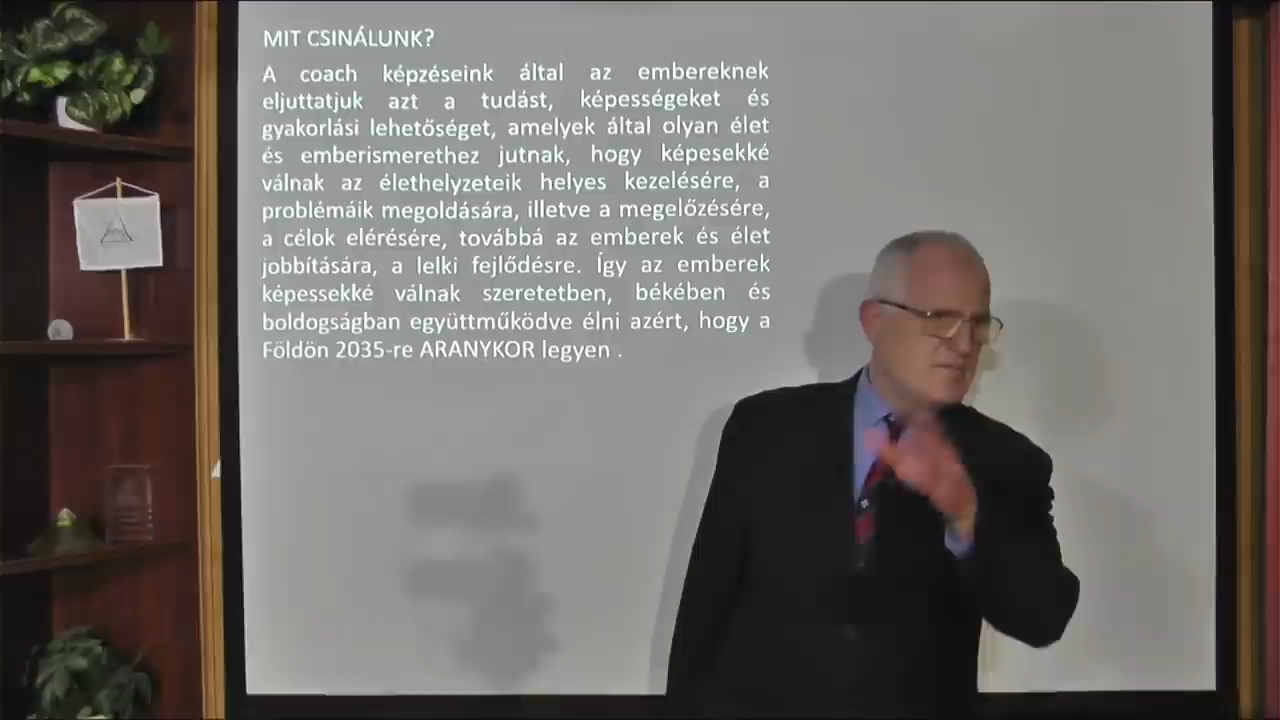 MIT CSINÁLUNK?
A coach képzéseink által az embereknek
eljuttatjuk azt a tudást, képességeket és
gyakorlási lehetőséget, amelyek által olyan élet
és emberismerethez jutnak, hogy képesekké
válnak az élethelyzeteik helyes kezelésére, a
problémáik megoldására, illetve a megelőzésére,
a célok elérésére, továbbá az emberek és élet
jobbítására, a lelki fejlődésre. Így az emberek
képessekké válnak szeretetben, békében és
boldogságban együttműködve élni azért, hogy a
Földön 2035-re ARANYKOR legyen .